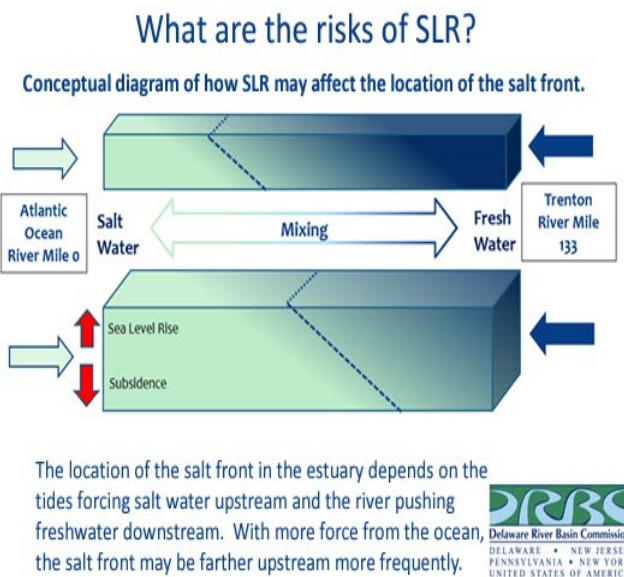 What are the risks of SLR?
Conceptual diagram of how SLR may affect the location of the salt front.
Atlantic
Ocean
River Mile 0
Salt
Water
Mixing
Fresh
Water
Trenton
River Mile
133
Sea Level Rise
Subsidence
The location of the salt front in the estuary depends on the
tides forcing salt water upstream and the river pushing
freshwater downstream. With more force from the ocean,
the salt front may be farther upstream more frequently.
DRBC
Delaware River Basin Commissio
DELAWARE • NEW JERSE
PENNSYLVANIA • NEW YOR
UNITED STATES OF AMERIC